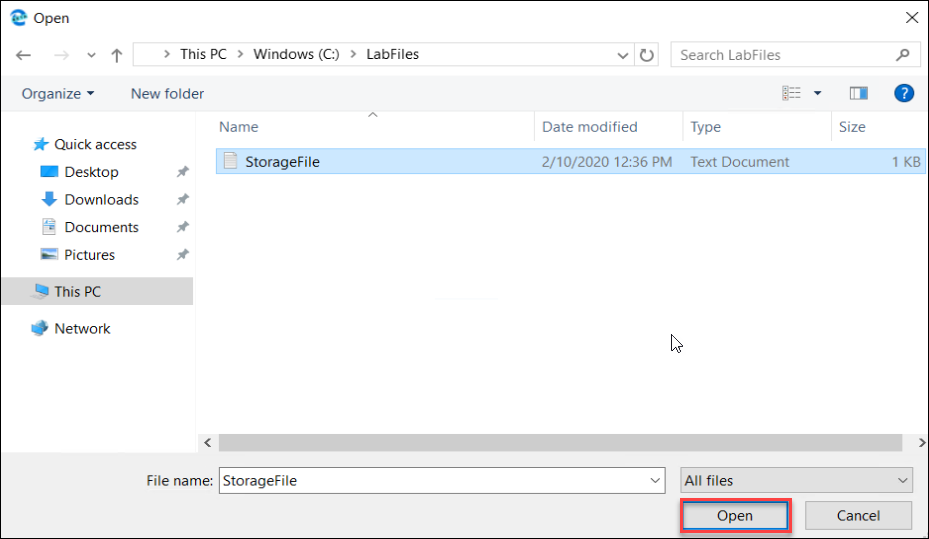 Open
This PC > Windows (C:) > LabFiles
Search LabFiles
Organize
New folder
?
Name
Date modified
Type
Size
StorageFile
2/10/2020 12:36 PM
Text Document
1 KB
Quick access
Desktop
Downloads
Documents
Pictures
This PC
Network
File name:
StorageFile
All files
Open
Cancel